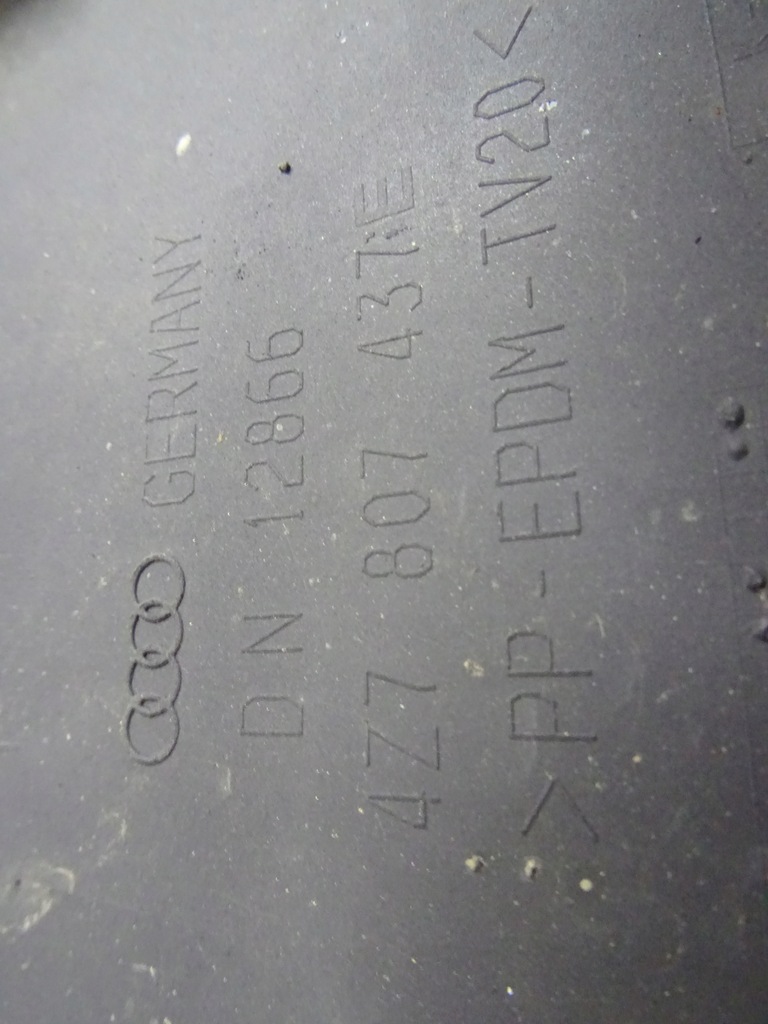 GERMANY
DN 12866
4Z7 807 437 E
>PP-EPDM-TV20<